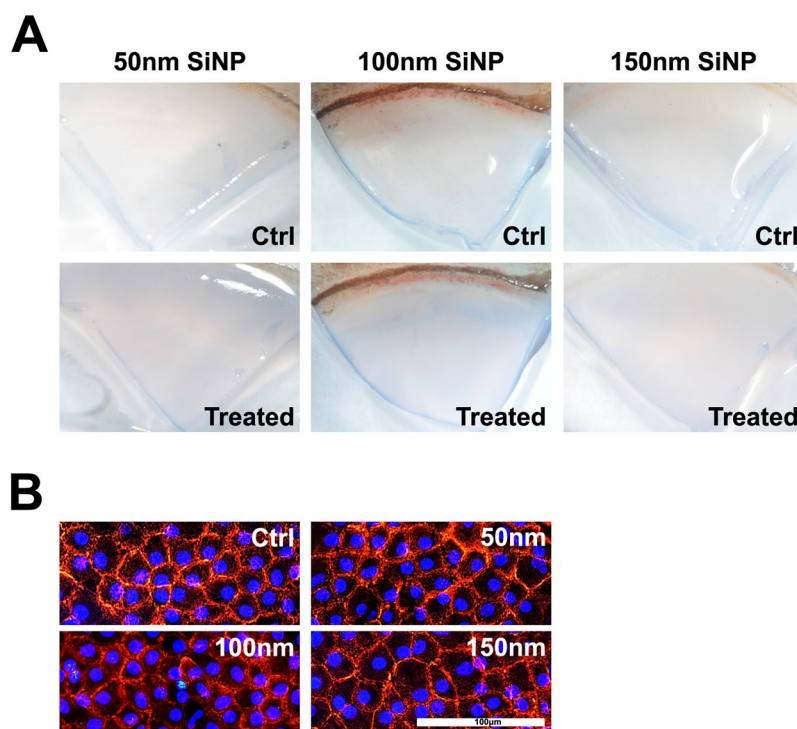 A
50nm SiNP 100nm SiNP 150nm SiNP
Ctrl Ctrl Ctrl
Treated Treated Treated
B
Ctrl 50nm
100nm 150nm
100µm